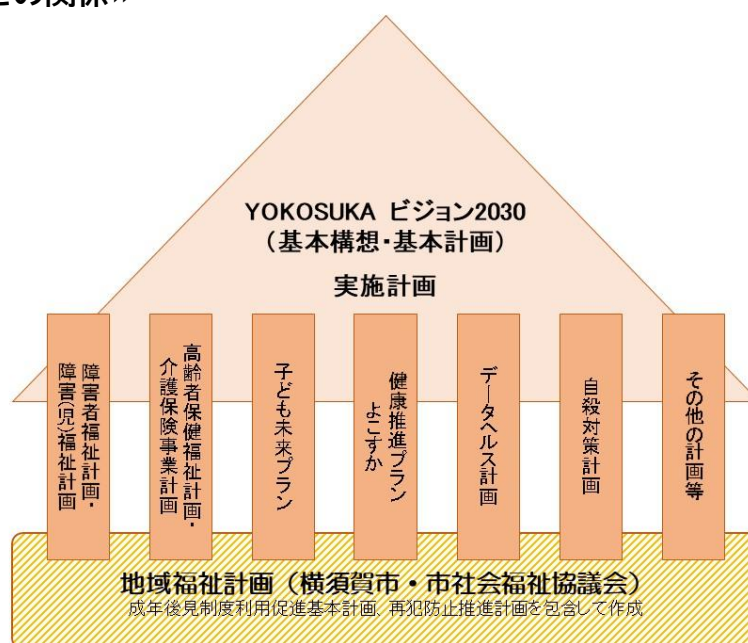 YOKOSUKA ビジョン2030
（基本構想・基本計画）
実施計画
障害者福祉計画・
障害(児)福祉計画
高齢者保健福祉計画・
介護保険事業計画
子ども未来プラン
健康推進プラン
よこすか
データヘルス計画
自殺対策計画
その他の計画等
地域福祉計画（横須賀市・市社会福祉協議会）
成年後見制度利用促進基本計画、再犯防止推進計画を包含して作成